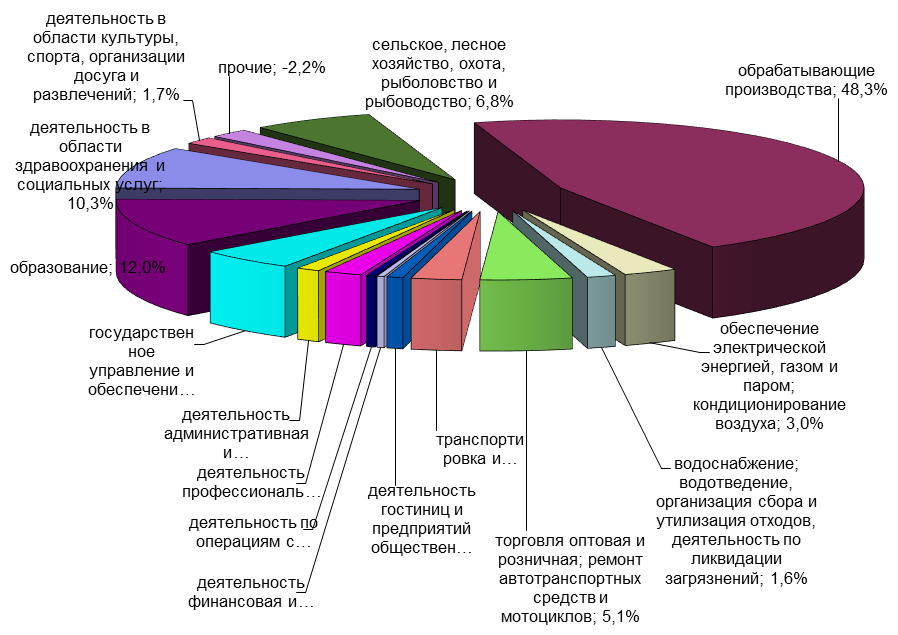 деятельность в
области культуры,
спорта, организации
досуга и
развлечений; 1,7%
прочие; -2,2%
сельское, лесное
хозяйство, охота,
рыболовство и
рыбоводство; 6,8%
обрабатывающие
производства; 48,3%
деятельность в
области
здравоохранения и
социальных услуг;
10,3%
образование; 12,0%
государствен
ное
управление и
обеспечени…
деятельность
административная
и…
деятельность
профессиональ…
деятельность по
операциям с…
деятельность
финансовая и…
деятельность
гостиниц и
предприятий
обществен…
транспорти
ровка и…
торговля оптовая и
розничная; ремонт
автотранспортных
средств и
мотоциклов; 5,1%
водоснабжение;
водотведение,
организация сбора и
утилизация отходов,
деятельность по
ликвидации
загрязнений; 1,6%
обеспечение
электрической
энергией, газом и
паром;
кондиционирование
воздуха; 3,0%